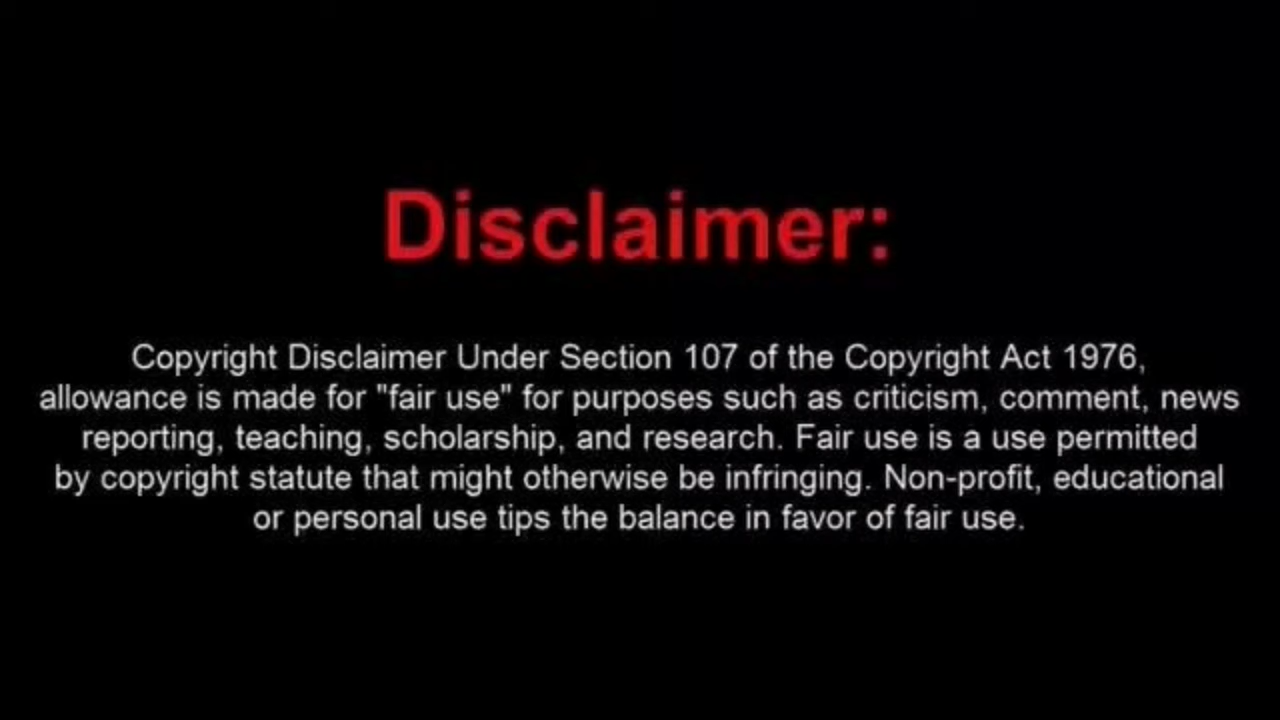 Disclaimer:
Copyright Disclaimer Under Section 107 of the Copyright Act 1976,
allowance is made for "fair use" for purposes such as criticism, comment, news
reporting, teaching, scholarship, and research. Fair use is a use permitted
by copyright statute that might otherwise be infringing. Non-profit, educational
or personal use tips the balance in favor of fair use.